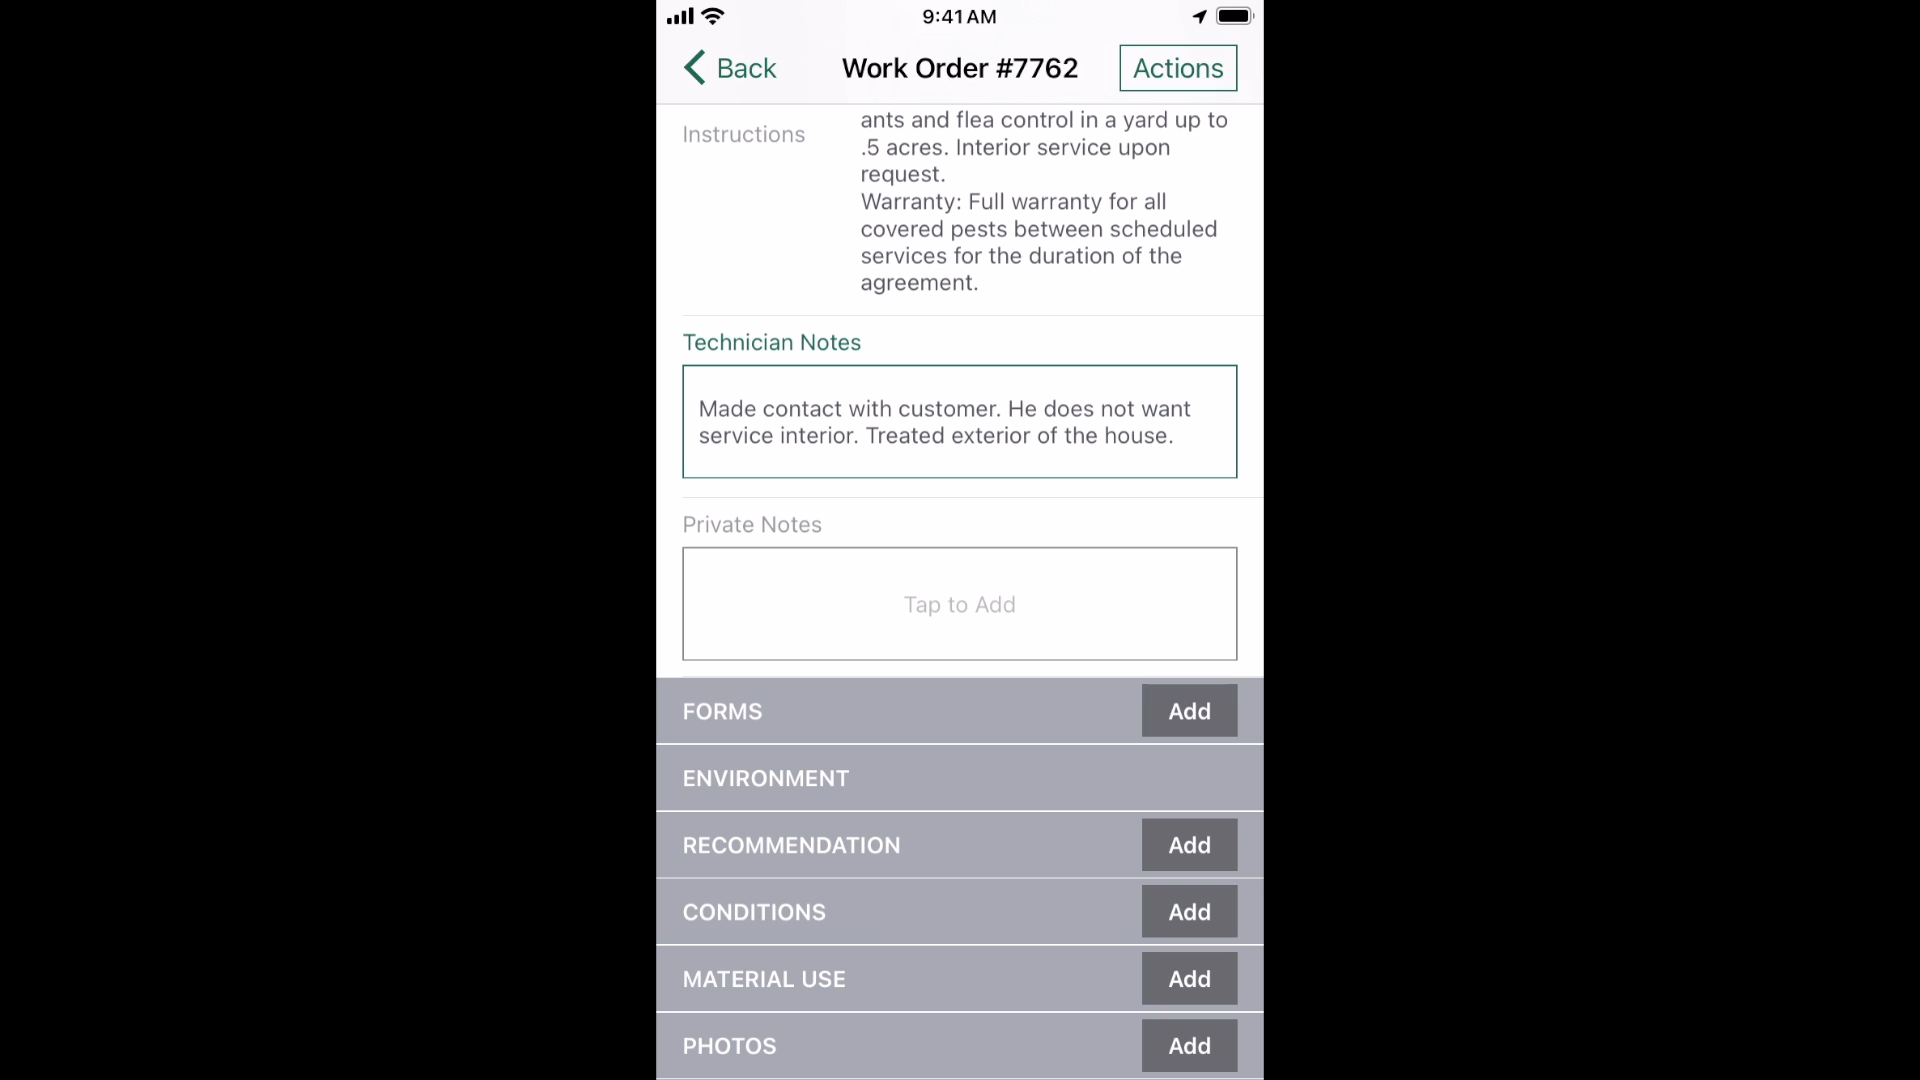 9:41 AM
Back
Work Order #7762
Actions
Instructions
ants and flea control in a yard up to
.5 acres. Interior service upon
request.
Warranty: Full warranty for all
covered pests between scheduled
services for the duration of the
agreement.
Technician Notes
Made contact with customer. He does not want
service interior. Treated exterior of the house.
Private Notes
Tap to Add
FORMS
Add
ENVIRONMENT
RECOMMENDATION
Add
CONDITIONS
Add
MATERIAL USE
Add
PHOTOS
Add